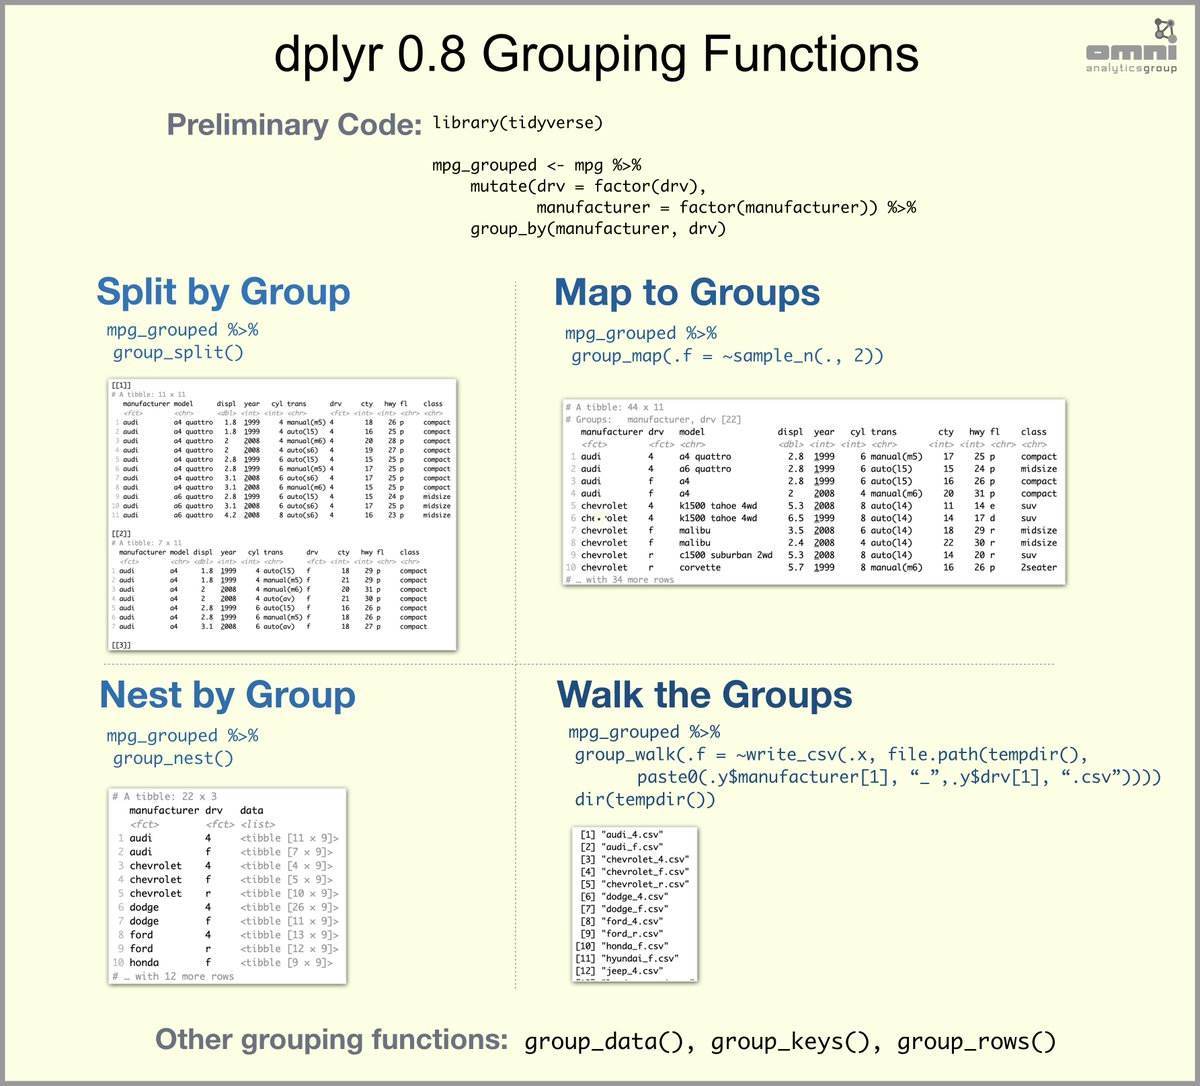 dplyr 0.8 Grouping Functions
omni
analyticsgroup
Preliminary Code:
library(tidyverse)
mpg_grouped <- mpg %>%
mutate(drv = factor(drv),
manufacturer = factor(manufacturer)) %>%
group_by(manufacturer, drv)
Split by Group
mpg_grouped %>%
group_split()
[[1]]
# A tibble: 11 x 11
manufacturer model displ year cyl trans drv cty hwy fl class
<fct> <chr> <dbl> <int> <int> <chr> <fct> <int> <int> <chr> <chr>
1 audi a4 quattro 1.8 1999 4 manual(m5) 4 18 26 p compact
2 audi a4 quattro 1.8 1999 4 auto(l5) 4 16 25 p compact
3 audi a4 quattro 2 2008 4 manual(m6) 4 20 28 p compact
4 audi a4 quattro 2 2008 4 auto(s6) 4 19 27 p compact
5 audi a4 quattro 2.8 1999 6 auto(l5) 4 15 25 p compact
6 audi a4 quattro 2.8 1999 6 manual(m5) 4 17 25 p compact
7 audi a4 quattro 3.1 2008 6 auto(s6) 4 17 25 p compact
8 audi a4 quattro 3.1 2008 6 manual(m6) 4 15 25 p compact
9 audi a6 quattro 2.8 1999 6 auto(l5) 4 15 24 p midsize
10 audi a6 quattro 3.1 2008 6 auto(s6) 4 17 25 p midsize
11 audi a6 quattro 4.2 2008 8 auto(s6) 4 16 23 p midsize
[[2]]
# A tibble: 7 x 11
manufacturer model displ year cyl trans drv cty hwy fl class
<fct> <chr> <dbl> <int> <int> <chr> <fct> <int> <int> <chr> <chr>
1 audi a4 1.8 1999 4 auto(l5) f 18 29 p compact
2 audi a4 1.8 1999 4 manual(m5) f 21 29 p compact
3 audi a4 2 2008 4 manual(m6) f 20 31 p compact
4 audi a4 2 2008 4 auto(av) f 21 30 p compact
5 audi a4 2.8 1999 6 auto(l5) f 16 26 p compact
6 audi a4 2.8 1999 6 manual(m5) f 18 26 p compact
7 audi a4 3.1 2008 6 auto(av) f 18 27 p compact
[[3]]
Map to Groups
mpg_grouped %>%
group_map(.f = ~sample_n(., 2))
# A tibble: 44 x 11
# Groups: manufacturer, drv [22]
manufacturer drv model displ year cyl trans cty hwy fl class
<fct> <fct> <chr> <dbl> <int> <int> <chr> <int> <int> <chr> <chr>
1 audi 4 a4 quattro 2.8 1999 6 manual(m5) 17 25 p compact
2 audi 4 a6 quattro 2.8 1999 6 auto(l5) 15 24 p midsize
3 audi f a4 2.8 1999 6 auto(l5) 16 26 p compact
4 audi f a4 2 2008 4 manual(m6) 20 31 p compact
5 chevrolet 4 k1500 tahoe 4wd 5.3 2008 8 auto(l4) 11 14 e suv
6 chevrolet 4 k1500 tahoe 4wd 6.5 1999 8 auto(l4) 14 17 d suv
7 chevrolet f malibu 3.5 2008 6 auto(l4) 18 29 r midsize
8 chevrolet f malibu 2.4 2008 4 auto(l4) 22 30 r midsize
9 chevrolet r c1500 suburban 2wd 5.3 2008 8 auto(l4) 14 20 r suv
10 chevrolet r corvette 5.7 1999 8 manual(m6) 16 26 p 2seater
# … with 34 more rows
Nest by Group
mpg_grouped %>%
group_nest()
# A tibble: 22 x 3
manufacturer drv data
<fct> <fct> <list>
1 audi 4 <tibble [11 × 9]>
2 audi f <tibble [7 × 9]>
3 chevrolet 4 <tibble [4 × 9]>
4 chevrolet f <tibble [5 × 9]>
5 chevrolet r <tibble [10 × 9]>
6 dodge 4 <tibble [26 × 9]>
7 dodge f <tibble [11 × 9]>
8 ford 4 <tibble [13 × 9]>
9 ford r <tibble [12 × 9]>
10 honda f <tibble [9 × 9]>
# … with 12 more rows
Walk the Groups
mpg_grouped %>%
group_walk(.f = ~write_csv(.x, file.path(tempdir(),
paste0(.y$manufacturer[1], “_”,.y$drv[1], “.csv”))))
dir(tempdir())
[1] "audi_4.csv"
[2] "audi_f.csv"
[3] "chevrolet_4.csv"
[4] "chevrolet_f.csv"
[5] "chevrolet_r.csv"
[6] "dodge_4.csv"
[7] "dodge_f.csv"
[8] "ford_4.csv"
[9] "ford_r.csv"
[10] "honda_f.csv"
[11] "hyundai_f.csv"
[12] "jeep_4.csv"
Other grouping functions: group_data(), group_keys(), group_rows()